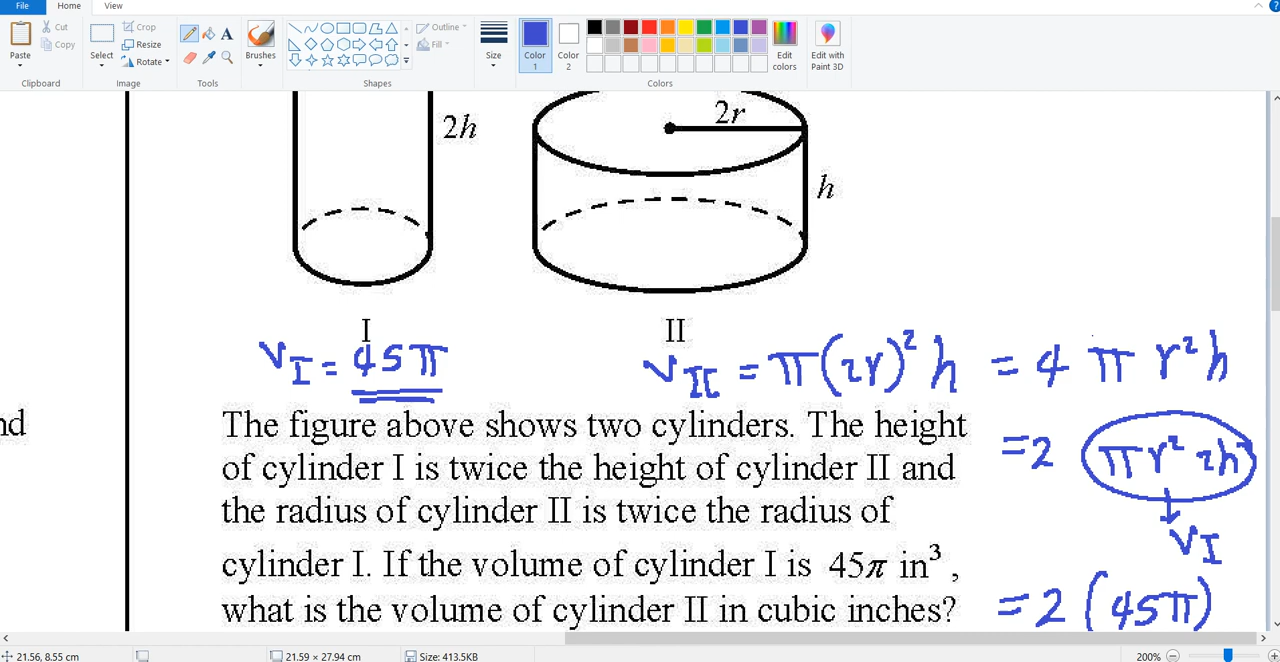 File Home View
Paste Cut Copy Select Crop Resize Rotate A Brushes Outline Fill Size Color 1 Color 2 Edit colors Edit with Paint 3D
Clipboard Image Tools Shapes Colors
2h 2r h
I II
V_I = 45π V_II = π(2r)²h = 4πr²h
= 2 πr² 2h
V_I
= 2 (45π)
nd
The figure above shows two cylinders. The height
of cylinder I is twice the height of cylinder II and
the radius of cylinder II is twice the radius of
cylinder I. If the volume of cylinder I is 45π in³,
what is the volume of cylinder II in cubic inches?
21.56, 8.55 cm 21.59 × 27.94 cm Size: 413.5KB 200%